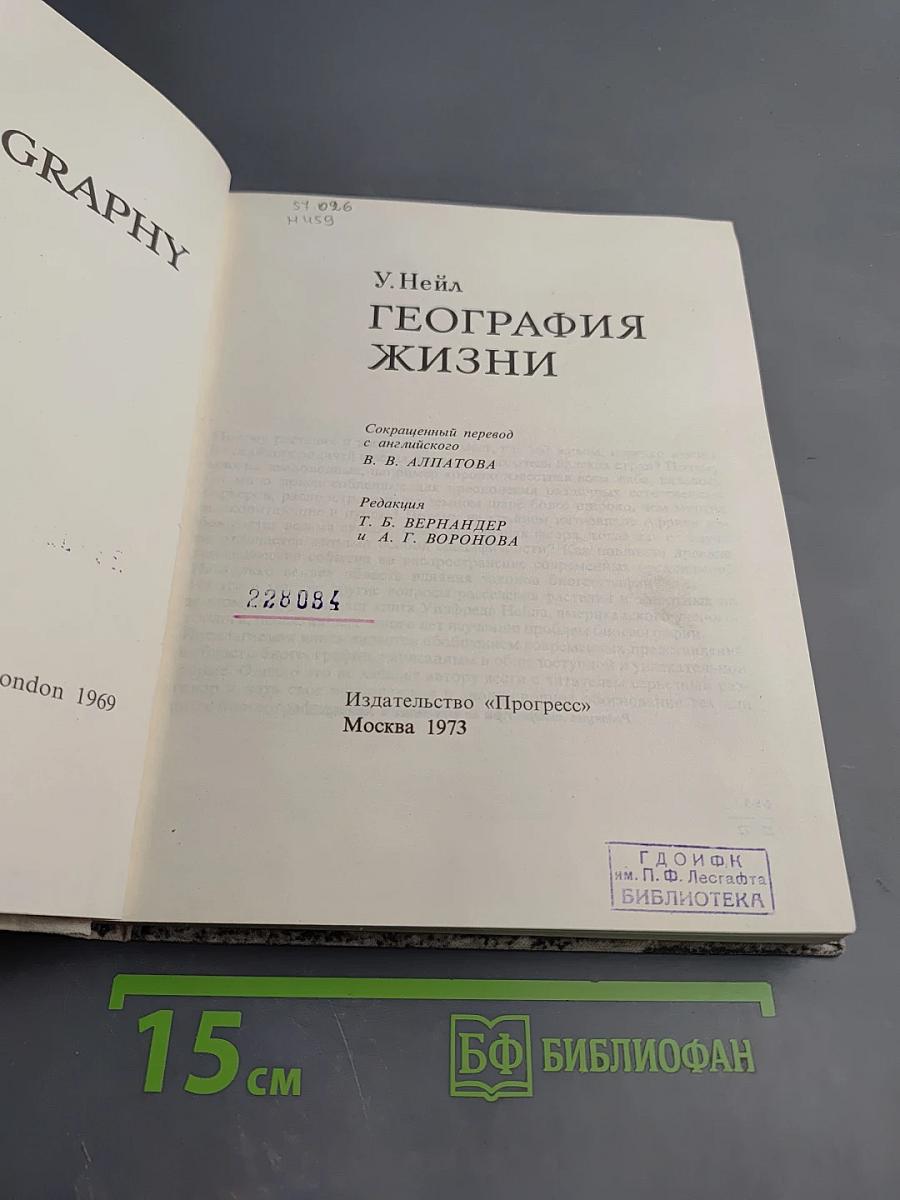 GRAPHY
London 1969
57.026
Н459
У. Нейл
ГЕОГРАФИЯ
ЖИЗНИ
Сокращенный перевод
с английского
В. В. АЛПАТОВА
Редакция
Т. Б. ВЕРНАНДЕР
и А. Г. ВОРОНОВА
228084
Издательство «Прогресс»
Москва 1973
ГДОИФК
им. П. Ф. Лесгафта
БИБЛИОТЕКА
15 см
БФ БИБЛИОФАН